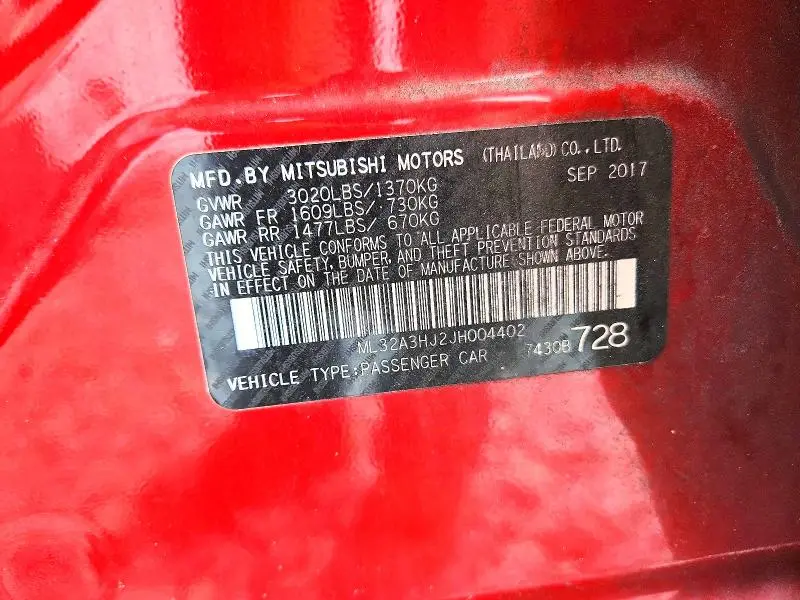 MFD.BY MITSUBISHI MOTORS (THAILAND)CO.,LTD.
SEP 2017
GVWR 3020LBS/1370KG
GAWR FR 1609LBS/ 730KG
GAWR RR 1477LBS/ 670KG
THIS VEHICLE CONFORMS TO ALL APPLICABLE FEDERAL MOTOR
VEHICLE SAFETY, BUMPER, AND THEFT PREVENTION STANDARDS
IN EFFECT ON THE DATE OF MANUFACTURE SHOWN ABOVE.
ML32A3HJ2JH004402
7430B 728
VEHICLE TYPE:PASSENGER CAR